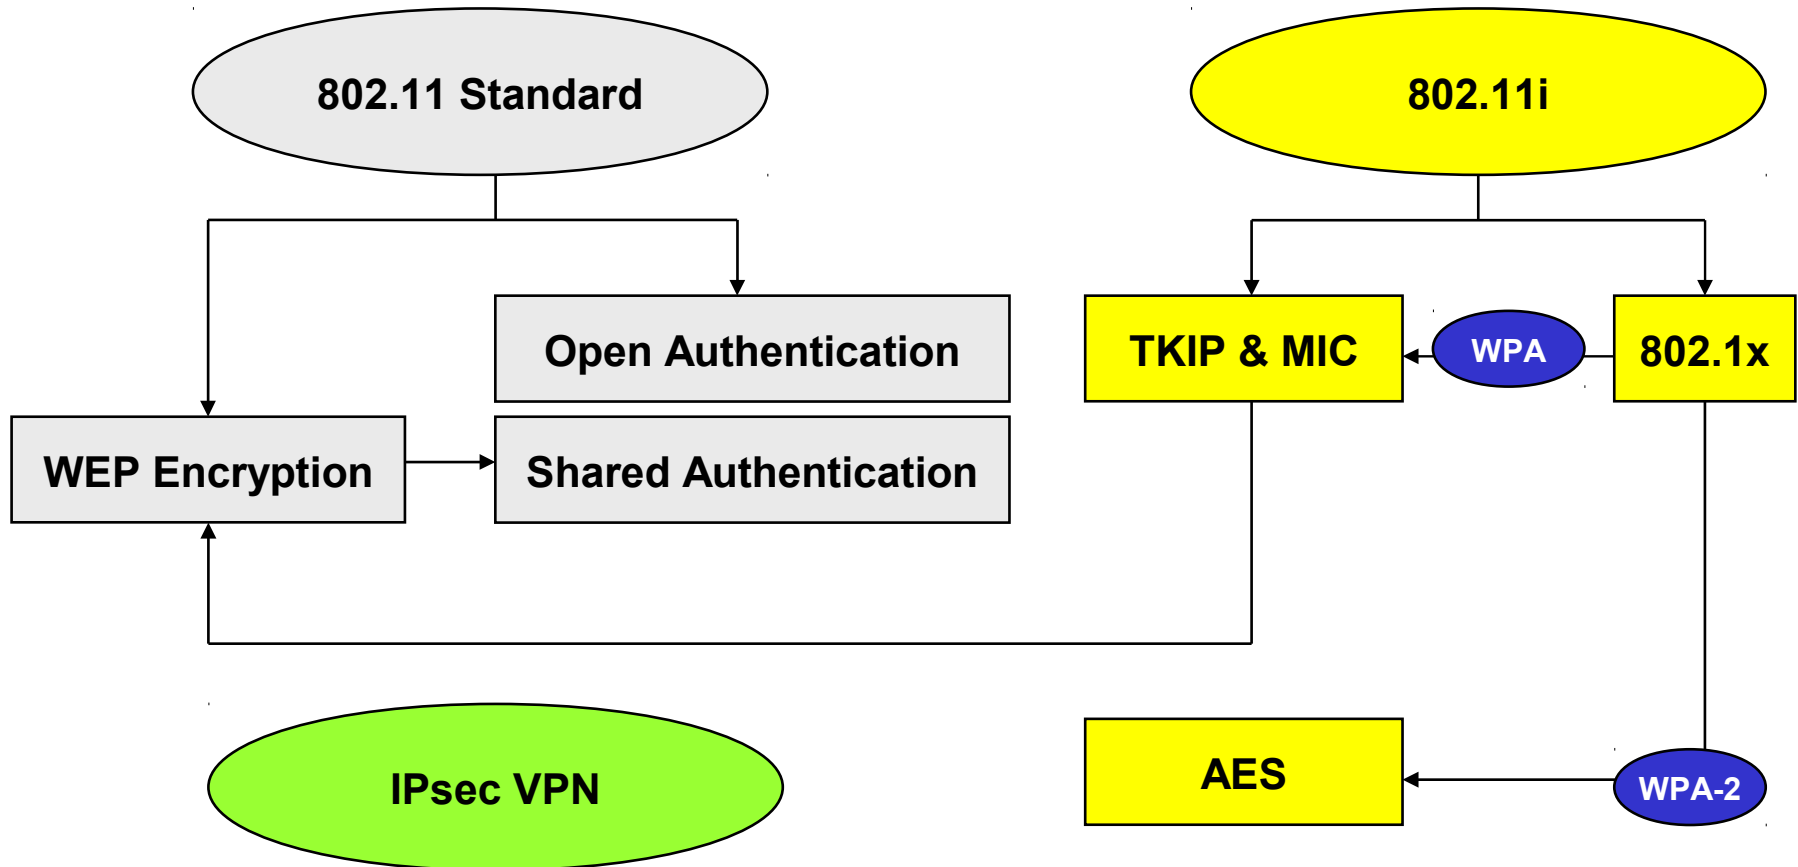 802.11 Standard
802.11i
Open Authentication
TKIP & MIC
WPA
802.1x
WEP Encryption
Shared Authentication
IPsec VPN
AES
WPA-2